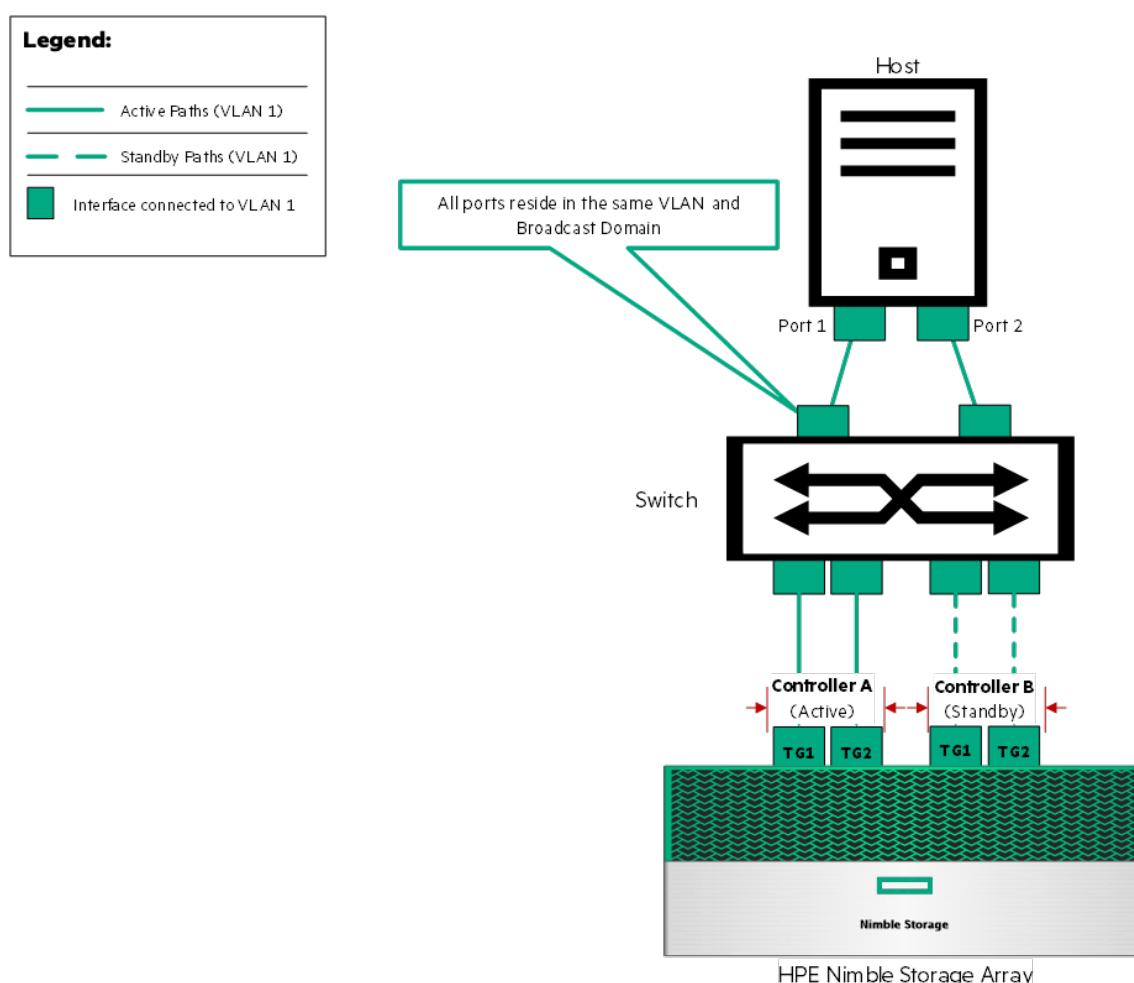 Legend:
Active Paths (VLAN 1)
Standby Paths (VLAN 1)
Interface connected to VLAN 1
Host
All ports reside in the same VLAN and
Broadcast Domain
Port 1
Port 2
Switch
Controller A
(Active)
Controller B
(Standby)
TG1
TG2
TG1
TG2
Nimble Storage
HPE Nimble Storage Array